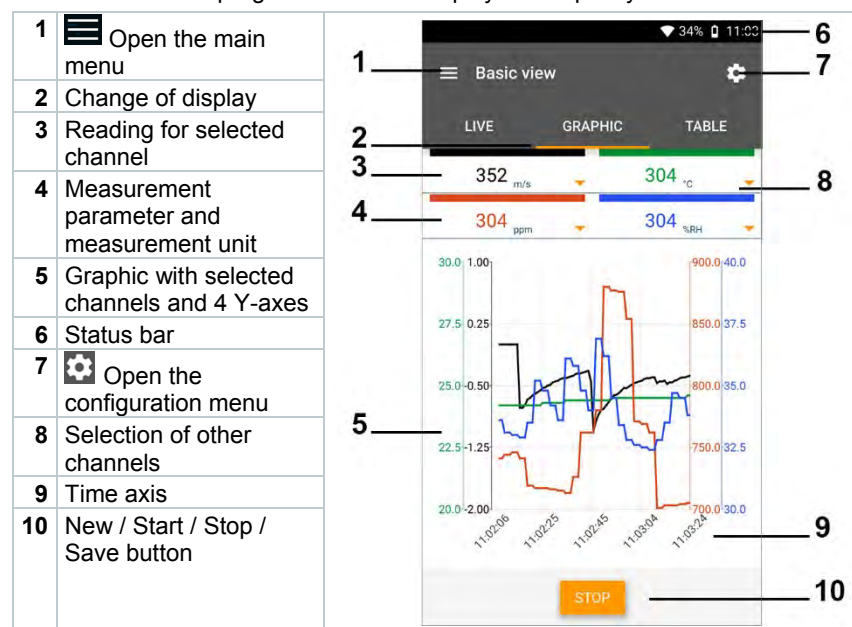 1 Open the main
menu
2 Change of display
3 Reading for selected
channel
4 Measurement
parameter and
measurement unit
5 Graphic with selected
channels and 4 Y-axes
6 Status bar
7 Open the
configuration menu
8 Selection of other
channels
9 Time axis
10 New / Start / Stop /
Save button
34% 11:03
6
1
Basic view
7
LIVE GRAPHIC TABLE
2
3
352 m/s
304 °C
8
4
304 ppm
304 %RH
30.0 1.00 900.0 40.0
27.5 0.25 850.0 37.5
25.0 -0.50 800.0 35.0
5
22.5 -1.25 750.0 32.5
20.0 -2.00 700.0 30.0
11:02:06 11:02:25 11:02:45 11:03:04 11:03:24
9
STOP
10